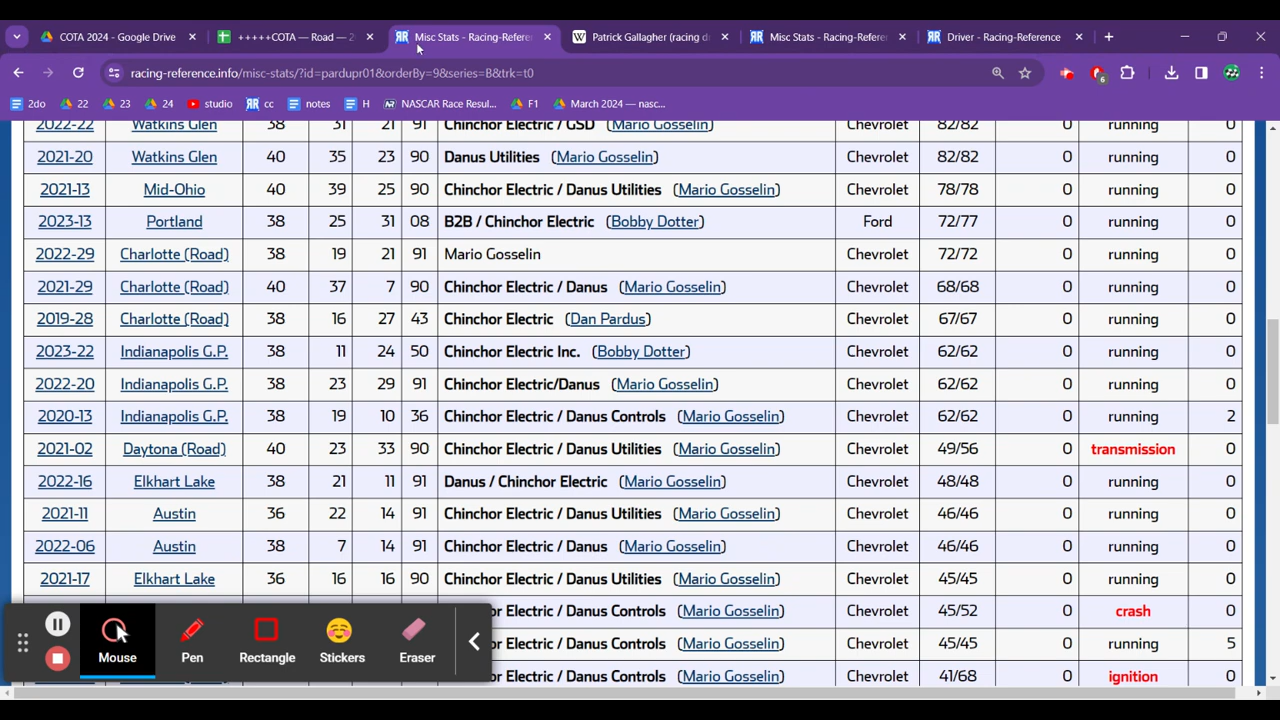 COTA 2024 - Google Drive
+++++COTA — Road — 2
Misc Stats - Racing-Refere
Patrick Gallagher (racing d
Misc Stats - Racing-Refere
Driver - Racing-Reference
racing-reference.info/misc-stats/?id=pardupr01&orderBy=9&series=B&trk=t0
6
2do 22 23 24 studio cc notes H NASCAR Race Resul... F1 March 2024 — nasc...
2022-22 Watkins Glen 38 31 21 91 Chinchor Electric / GSD (Mario Gosselin) Chevrolet 82/82 0 running 0
2021-20 Watkins Glen 40 35 23 90 Danus Utilities (Mario Gosselin) Chevrolet 82/82 0 running 0
2021-13 Mid-Ohio 40 39 25 90 Chinchor Electric / Danus Utilities (Mario Gosselin) Chevrolet 78/78 0 running 0
2023-13 Portland 38 25 31 08 B2B / Chinchor Electric (Bobby Dotter) Ford 72/77 0 running 0
2022-29 Charlotte (Road) 38 19 21 91 Mario Gosselin Chevrolet 72/72 0 running 0
2021-29 Charlotte (Road) 40 37 7 90 Chinchor Electric / Danus (Mario Gosselin) Chevrolet 68/68 0 running 0
2019-28 Charlotte (Road) 38 16 27 43 Chinchor Electric (Dan Pardus) Chevrolet 67/67 0 running 0
2023-22 Indianapolis G.P. 38 11 24 50 Chinchor Electric Inc. (Bobby Dotter) Chevrolet 62/62 0 running 0
2022-20 Indianapolis G.P. 38 23 29 91 Chinchor Electric/Danus (Mario Gosselin) Chevrolet 62/62 0 running 0
2020-13 Indianapolis G.P. 38 19 10 36 Chinchor Electric / Danus Controls (Mario Gosselin) Chevrolet 62/62 0 running 2
2021-02 Daytona (Road) 40 23 33 90 Chinchor Electric / Danus Utilities (Mario Gosselin) Chevrolet 49/56 0 transmission 0
2022-16 Elkhart Lake 38 21 11 91 Danus / Chinchor Electric (Mario Gosselin) Chevrolet 48/48 0 running 0
2021-11 Austin 36 22 14 91 Chinchor Electric / Danus Utilities (Mario Gosselin) Chevrolet 46/46 0 running 0
2022-06 Austin 38 7 14 91 Chinchor Electric / Danus (Mario Gosselin) Chevrolet 46/46 0 running 0
2021-17 Elkhart Lake 36 16 16 90 Chinchor Electric / Danus Utilities (Mario Gosselin) Chevrolet 45/45 0 running 0
hor Electric / Danus Controls (Mario Gosselin) Chevrolet 45/52 0 crash 0
hor Electric / Danus Controls (Mario Gosselin) Chevrolet 45/45 0 running 5
hor Electric / Danus Controls (Mario Gosselin) Chevrolet 41/68 0 ignition 0
Mouse Pen Rectangle Stickers Eraser